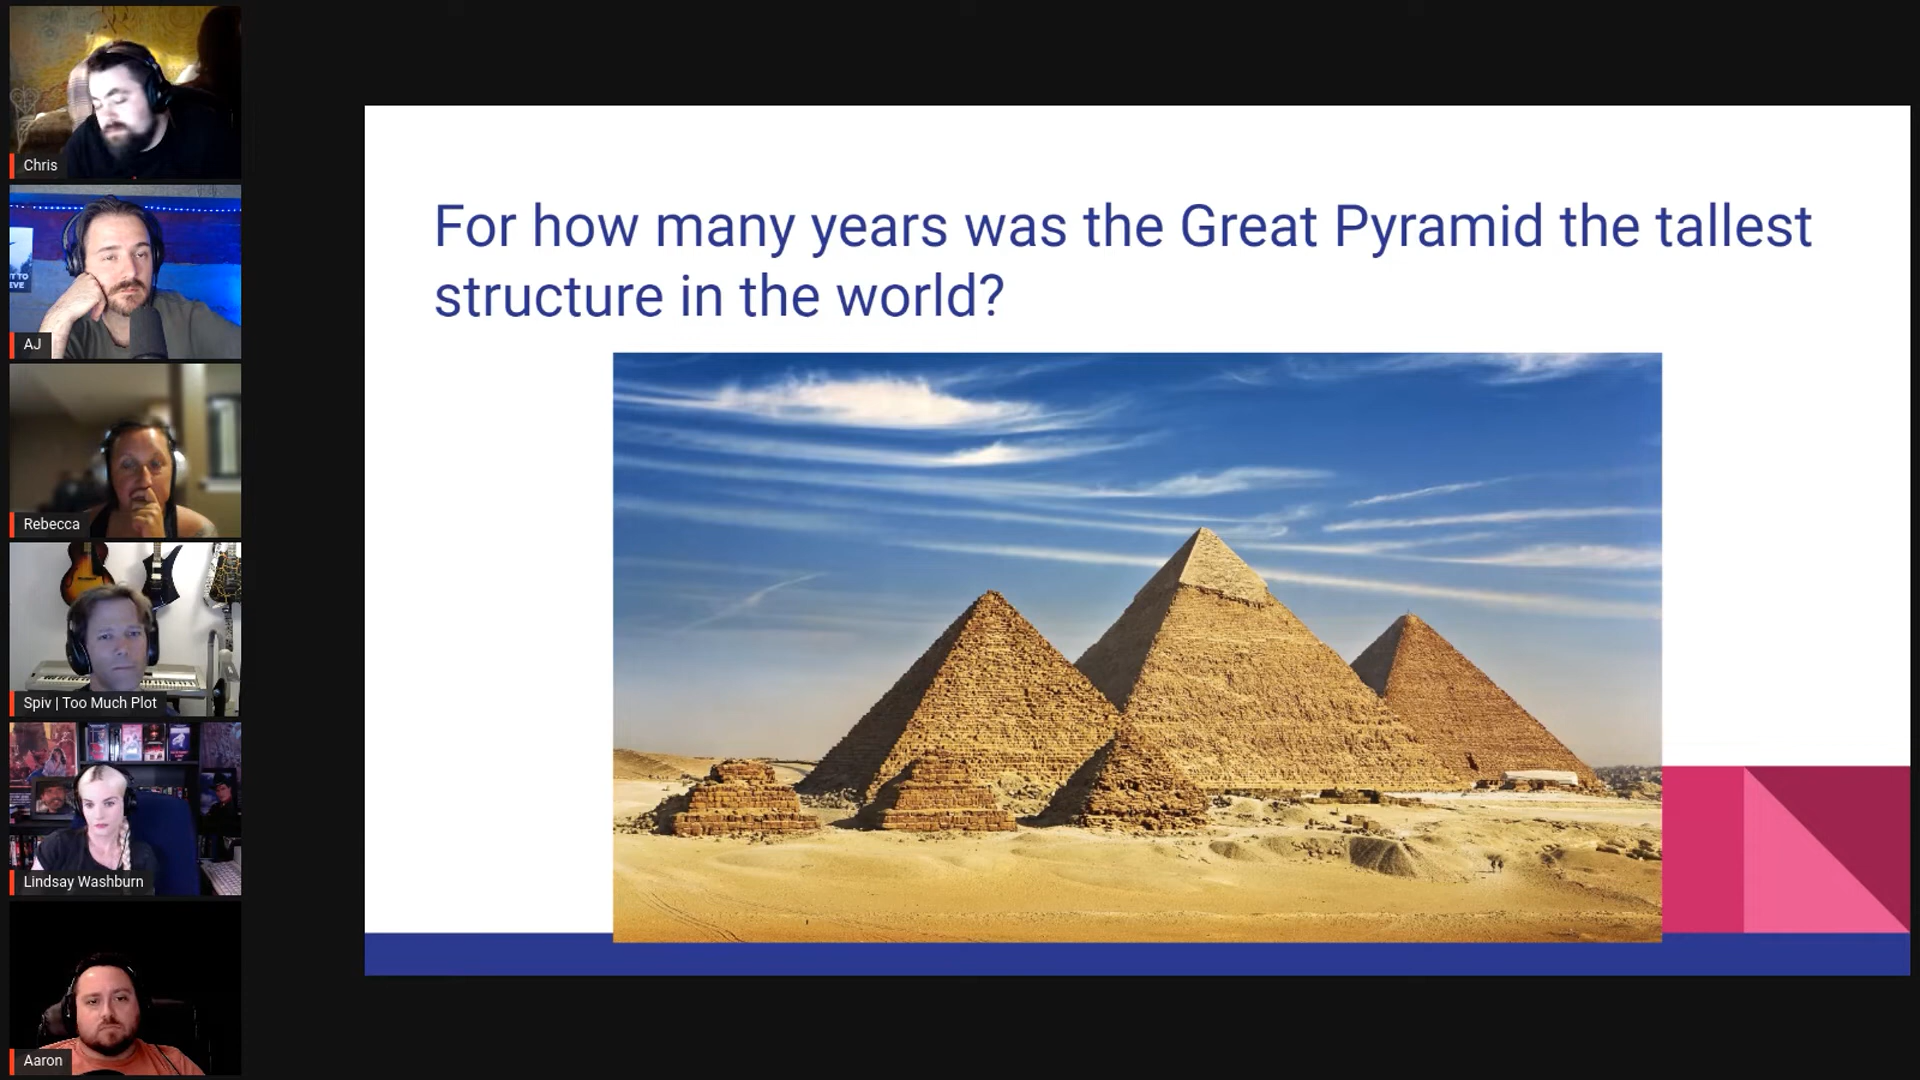 Chris
AJ
Rebecca
Spiv | Too Much Plot
Lindsay Washburn
Aaron
For how many years was the Great Pyramid the tallest
structure in the world?